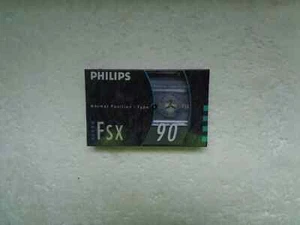 PHILIPS
Normal Position · Type I
FSX
90